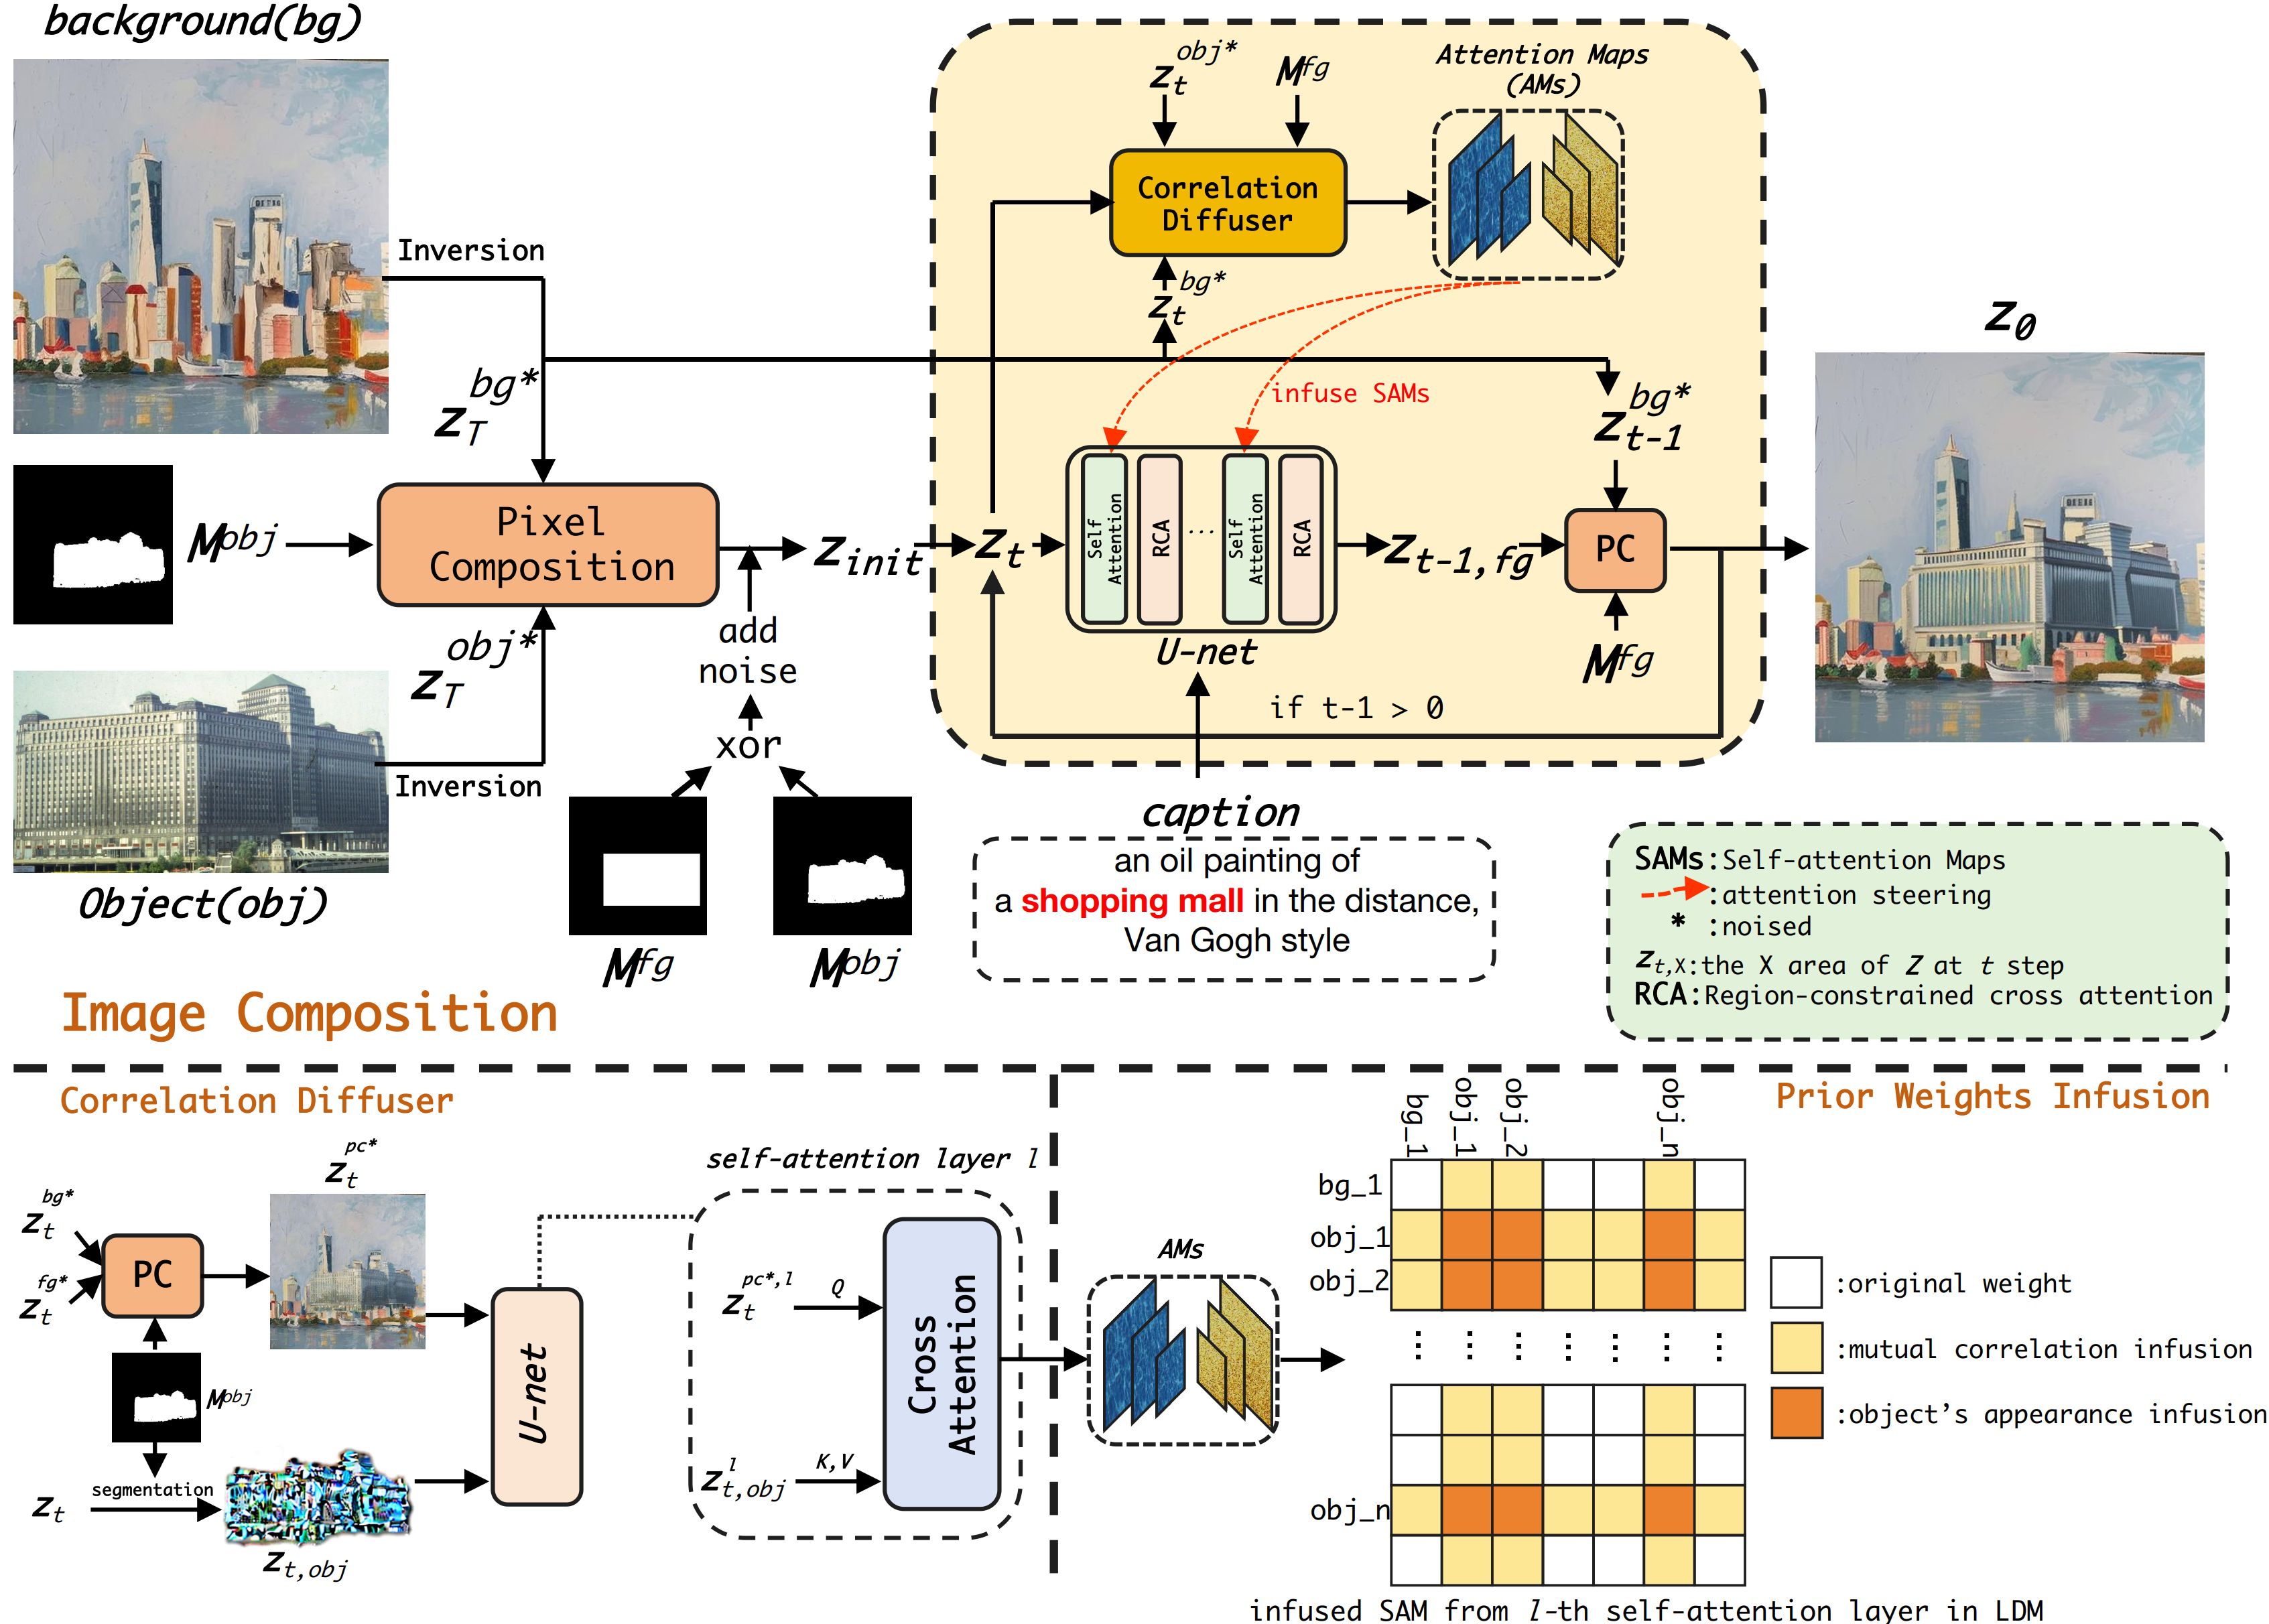 background(bg)
Inversion
z_T^{bg*}
M^{obj}
Pixel
Composition
z_T^{obj*}
Inversion
Object(obj)
add
noise
xor
M^{fg}
M^{obj}
z_{init}
z_t
z_t^{obj*}
M^{fg}
Correlation
Diffuser
z_t^{bg*}
Attention Maps
(AMs)
infuse SAMs
Self
Attention
RCA
...
Self
Attention
RCA
U-net
z_{t-1,fg}
z_{t-1}^{bg*}
PC
M^{fg}
if t-1 > 0
z_0
caption
an oil painting of
a shopping mall in the distance,
Van Gogh style
SAMs:Self-attention Maps
:attention steering
* :noised
z_{t,X}:the X area of Z at t step
RCA:Region-constrained cross attention
Image Composition
Correlation Diffuser
z_t^{bg*}
z_t^{fg*}
PC
z_t^{pc*}
M^{obj}
z_t
segmentation
z_{t,obj}
U-net
self-attention layer l
z_t^{pc*,l}
Q
z_{t,obj}^l
K,V
Cross
Attention
Prior Weights Infusion
AMs
bg_1
obj_1
obj_2
obj_n
bg_1
obj_1
obj_2
obj_n
:original weight
:mutual correlation infusion
:object's appearance infusion
infused SAM from l-th self-attention layer in LDM